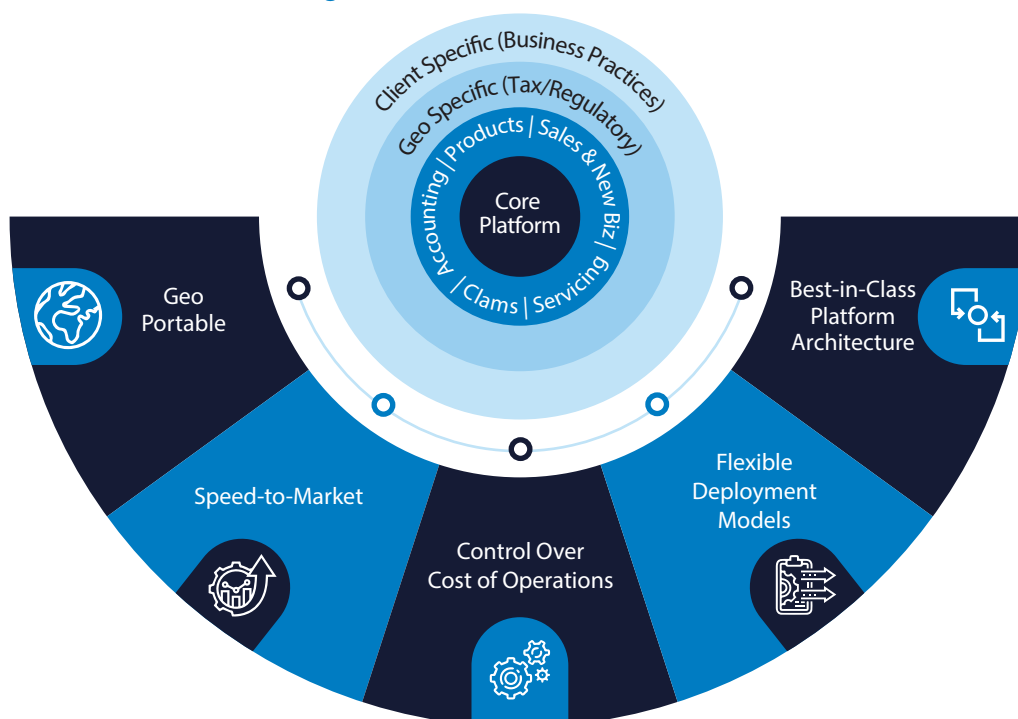 Client Specific (Business Practices)
Geo Specific (Tax/Regulatory)
Accounting | Products | Sales & New Biz | Servicing | Clams |
Core
Platform
Geo
Portable
Speed-to-Market
Control Over
Cost of Operations
Flexible
Deployment
Models
Best-in-Class
Platform
Architecture